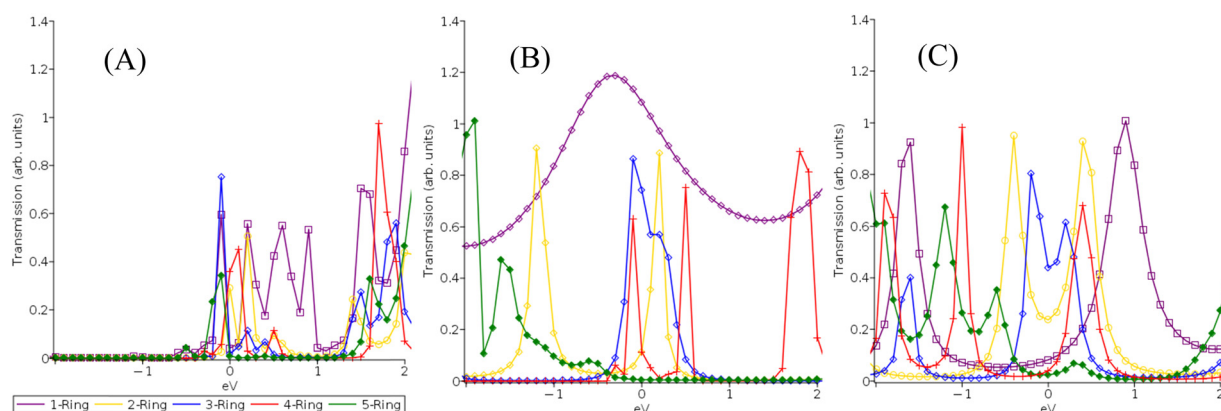 (A)
Transmission (arb. units)
1.4
1.2
1
0.8
0.6
0.4
0.2
0
−1
0
1
2
eV
1-Ring
2-Ring
3-Ring
4-Ring
5-Ring
(B)
Transmission (arb. units)
1.4
1.2
1
0.8
0.6
0.4
0.2
0
−1
0
1
2
eV
(C)
Transmission (arb. units)
1.4
1.2
1
0.8
0.6
0.4
0.2
0
−1
0
1
2
eV